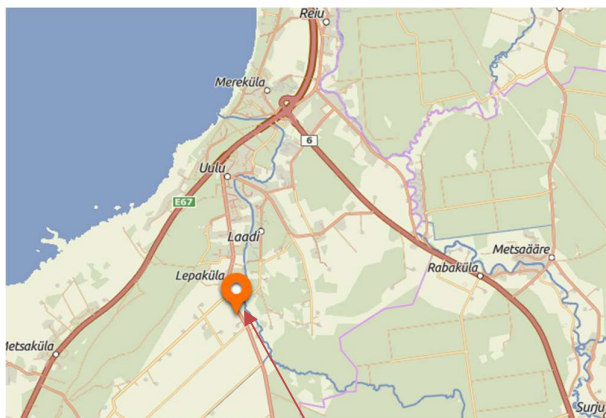 Reiu
Mereküla
6
Uulu
E67
Laadi
Metsaääre
Lepaküla
Rabaküla
Metsaküla
Surju